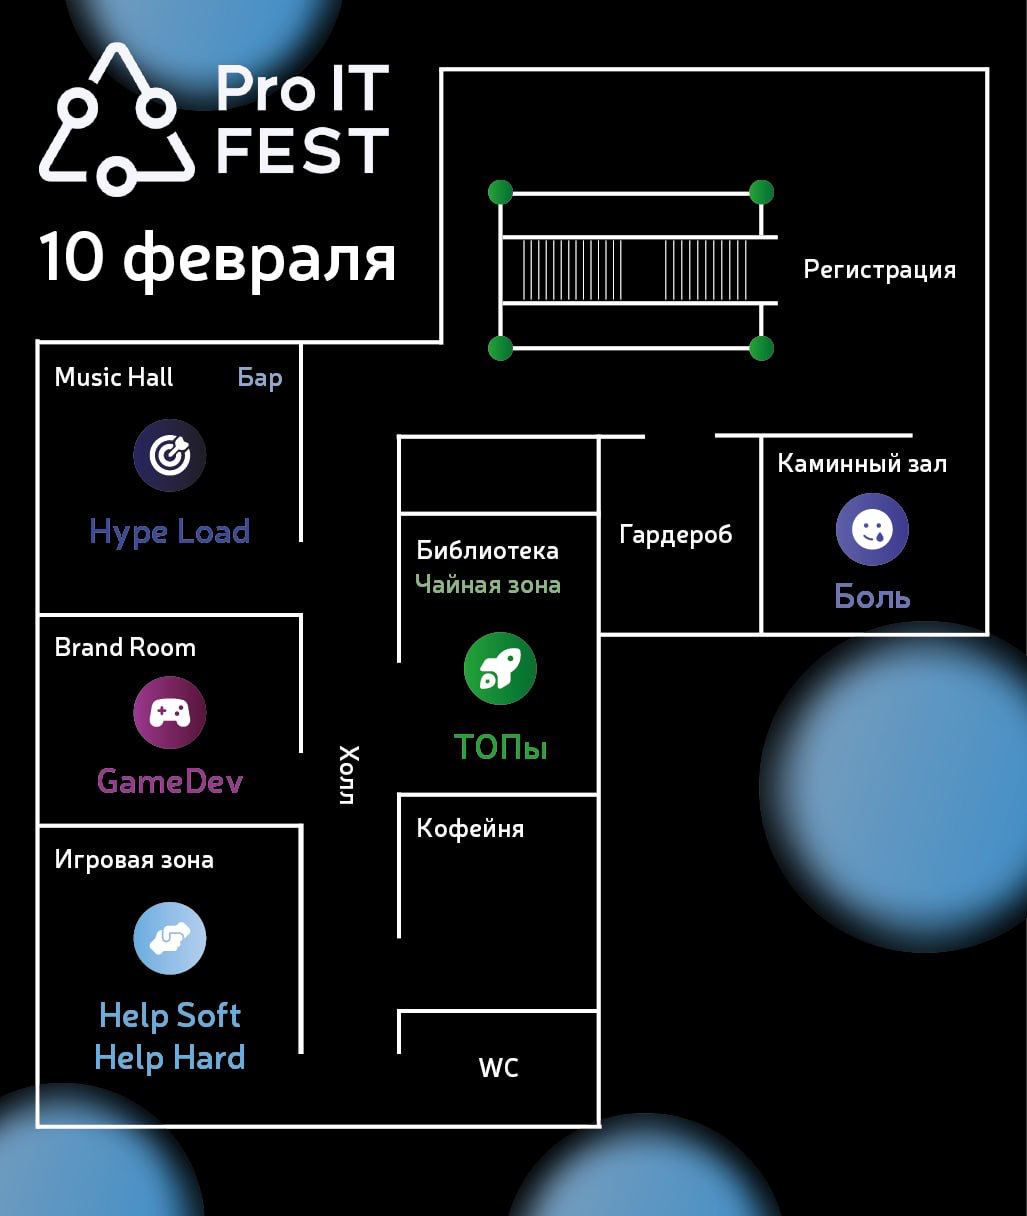 Pro IT
FEST
10 февраля
Регистрация
Music Hall
Бар
Hype Load
Каминный зал
Боль
Гардероб
Библиотека
Чайная зона
ТОПы
Brand Room
GameDev
Холл
Кофейня
Игровая зона
Help Soft
Help Hard
WC